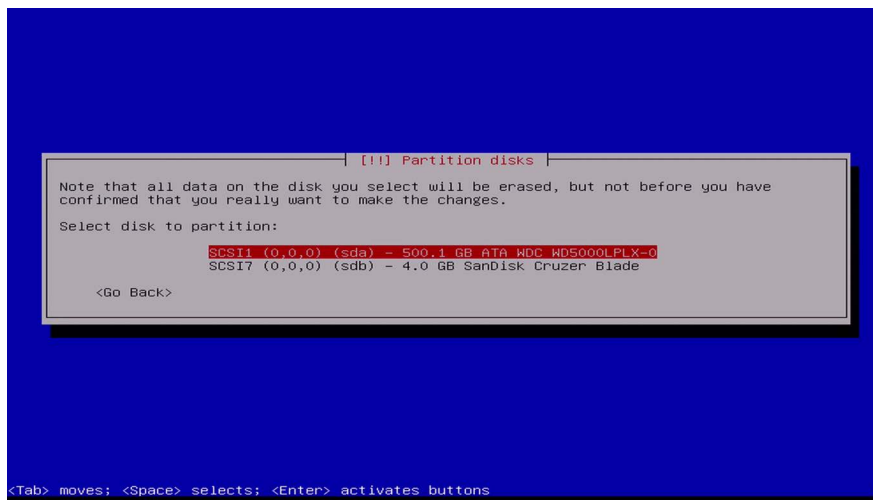 [!!] Partition disks
Note that all data on the disk you select will be erased, but not before you have
confirmed that you really want to make the changes.
Select disk to partition:
SCSI1 (0,0,0) (sda) - 500.1 GB ATA WDC WD5000LPLX-0
SCSI7 (0,0,0) (sdb) - 4.0 GB SanDisk Cruzer Blade
<Go Back>
<Tab> moves; <Space> selects; <Enter> activates buttons